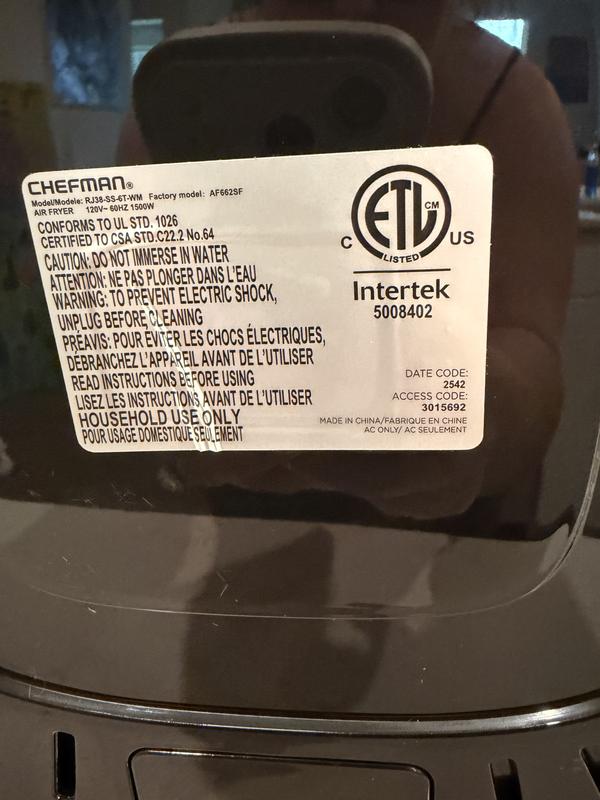 CHEFMAN®
Model/Modele: RJ38-SS-6T-WM Factory model: AF662SF
AIR FRYER 120V~ 60HZ 1500W
CONFORMS TO UL STD. 1026
CERTIFIED TO CSA STD.C22.2 No.64
CAUTION: DO NOT IMMERSE IN WATER
ATTENTION: NE PAS PLONGER DANS L'EAU
WARNING: TO PREVENT ELECTRIC SHOCK,
UNPLUG BEFORE CLEANING
PRÉAVIS: POUR ÉVITER LES CHOCS ÉLECTRIQUES,
DÉBRANCHEZ L'APPAREIL AVANT DE L'UTILISER
READ INSTRUCTIONS BEFORE USING
LISEZ LES INSTRUCTIONS AVANT DE L'UTILISER
HOUSEHOLD USE ONLY
POUR USAGE DOMESTIQUE SEULEMENT
ETL CM
C US
LISTED
Intertek
5008402
DATE CODE:
2542
ACCESS CODE:
3015692
MADE IN CHINA/FABRIQUE EN CHINE
AC ONLY/ AC SEULEMENT